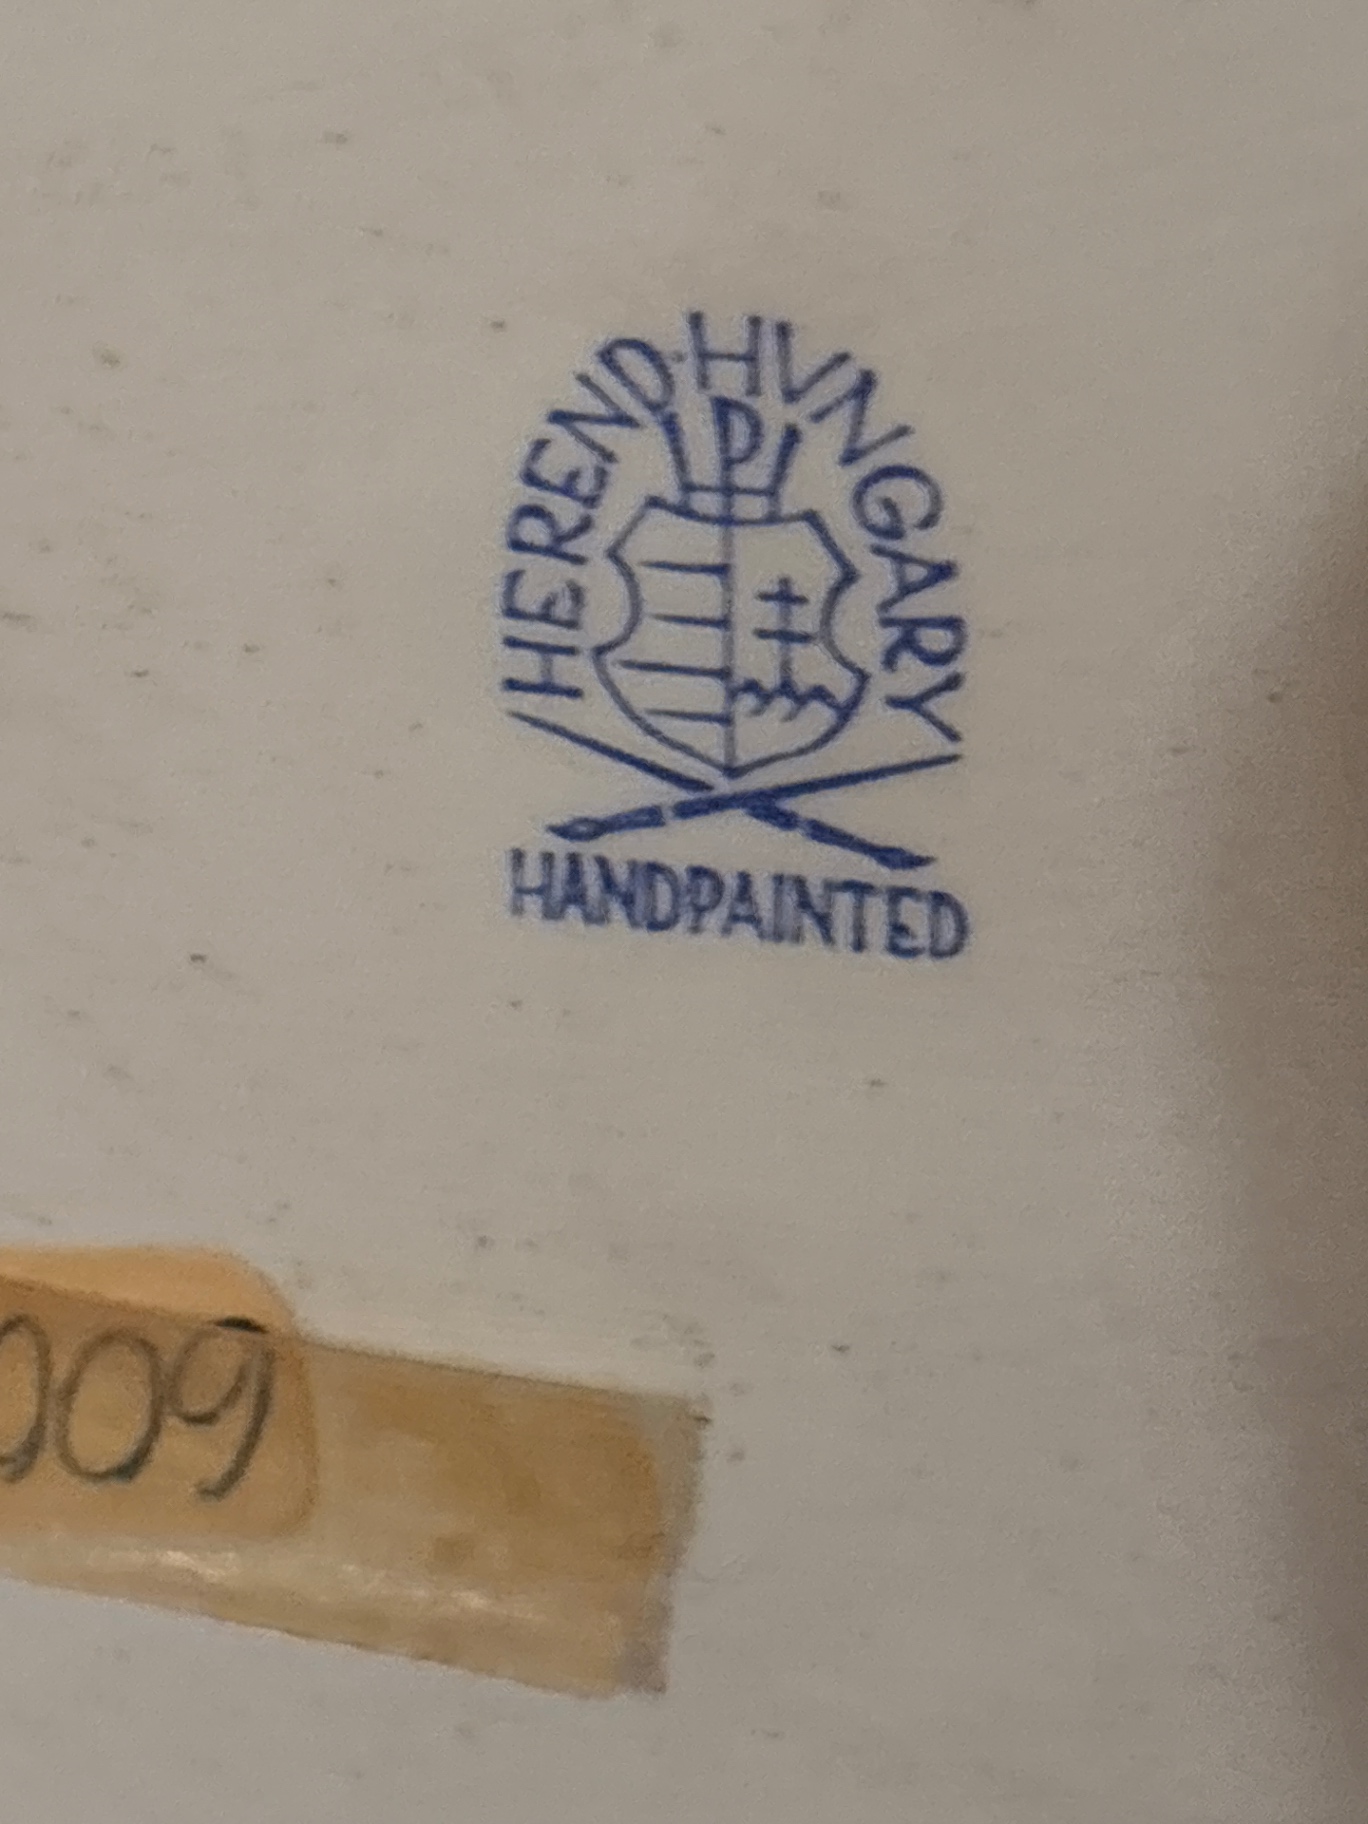 HEREND·HVNGARY
P
HANDPAINTED
009